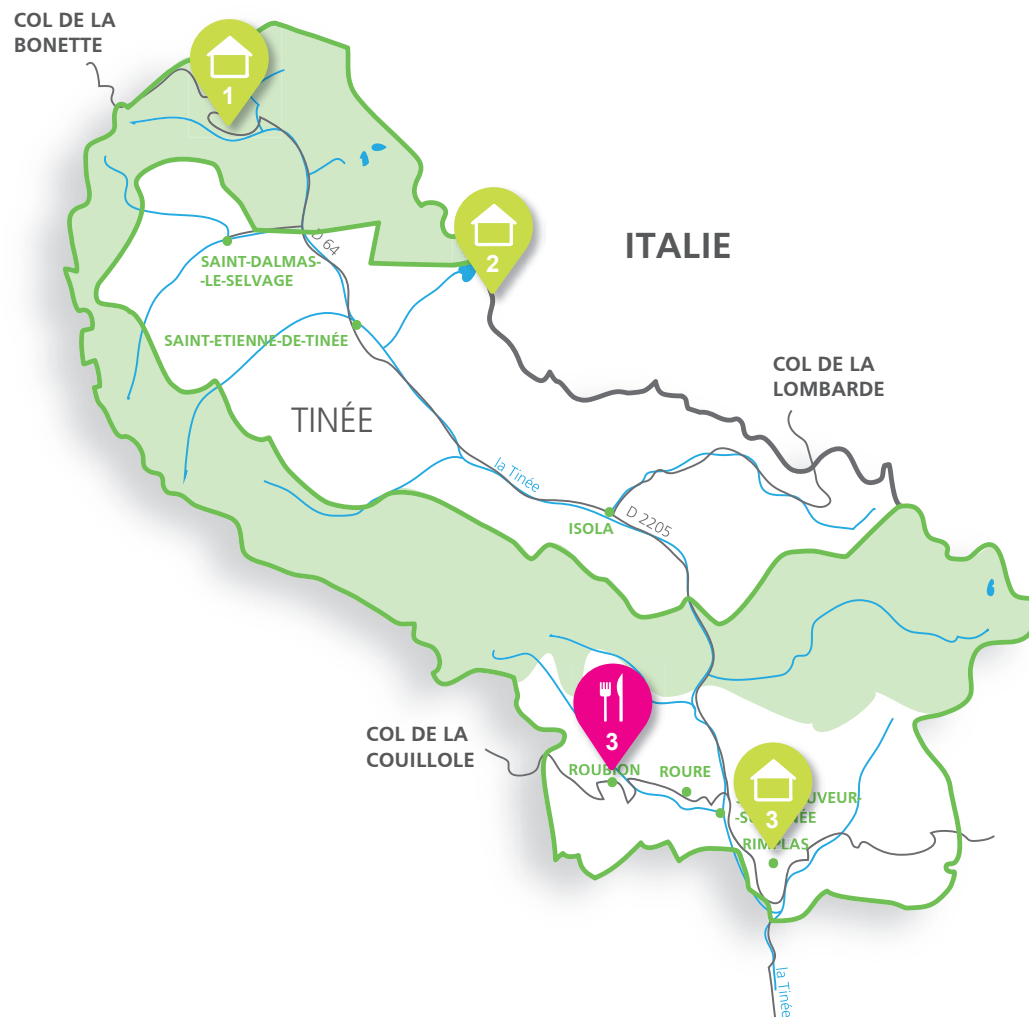 COL DE LA
BONETTE
1
2
ITALIE
D 64
SAINT-DALMAS-
-LE-SELVAGE
SAINT-ETIENNE-DE-TINÉE
COL DE LA
LOMBARDE
TINÉE
la Tinée
D 2205
ISOLA
COL DE LA
COUILLOLE
3
ROUBION
ROURE
3
RIMPLAS
la Tinée